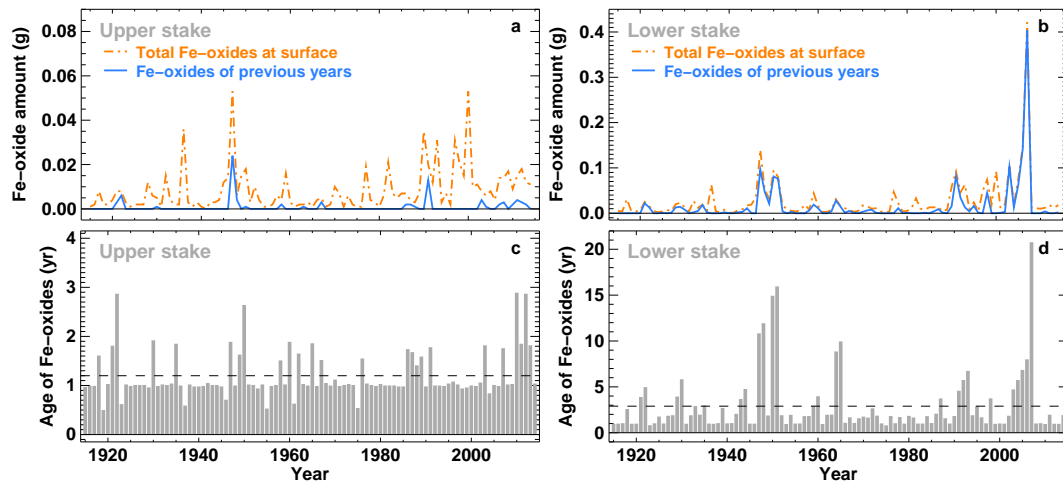 Upper stake
a
Total Fe−oxides at surface
Fe−oxides of previous years
Fe−oxide amount (g)
0.08
0.06
0.04
0.02
0.00
Lower stake
b
Total Fe−oxides at surface
Fe−oxides of previous years
Fe−oxide amount (g)
0.4
0.3
0.2
0.1
0.0
Upper stake
c
Age of Fe−oxides (yr)
4
3
2
1
0
1920 1940 1960 1980 2000
Year
Lower stake
d
Age of Fe−oxides (yr)
20
15
10
5
0
1920 1940 1960 1980 2000
Year